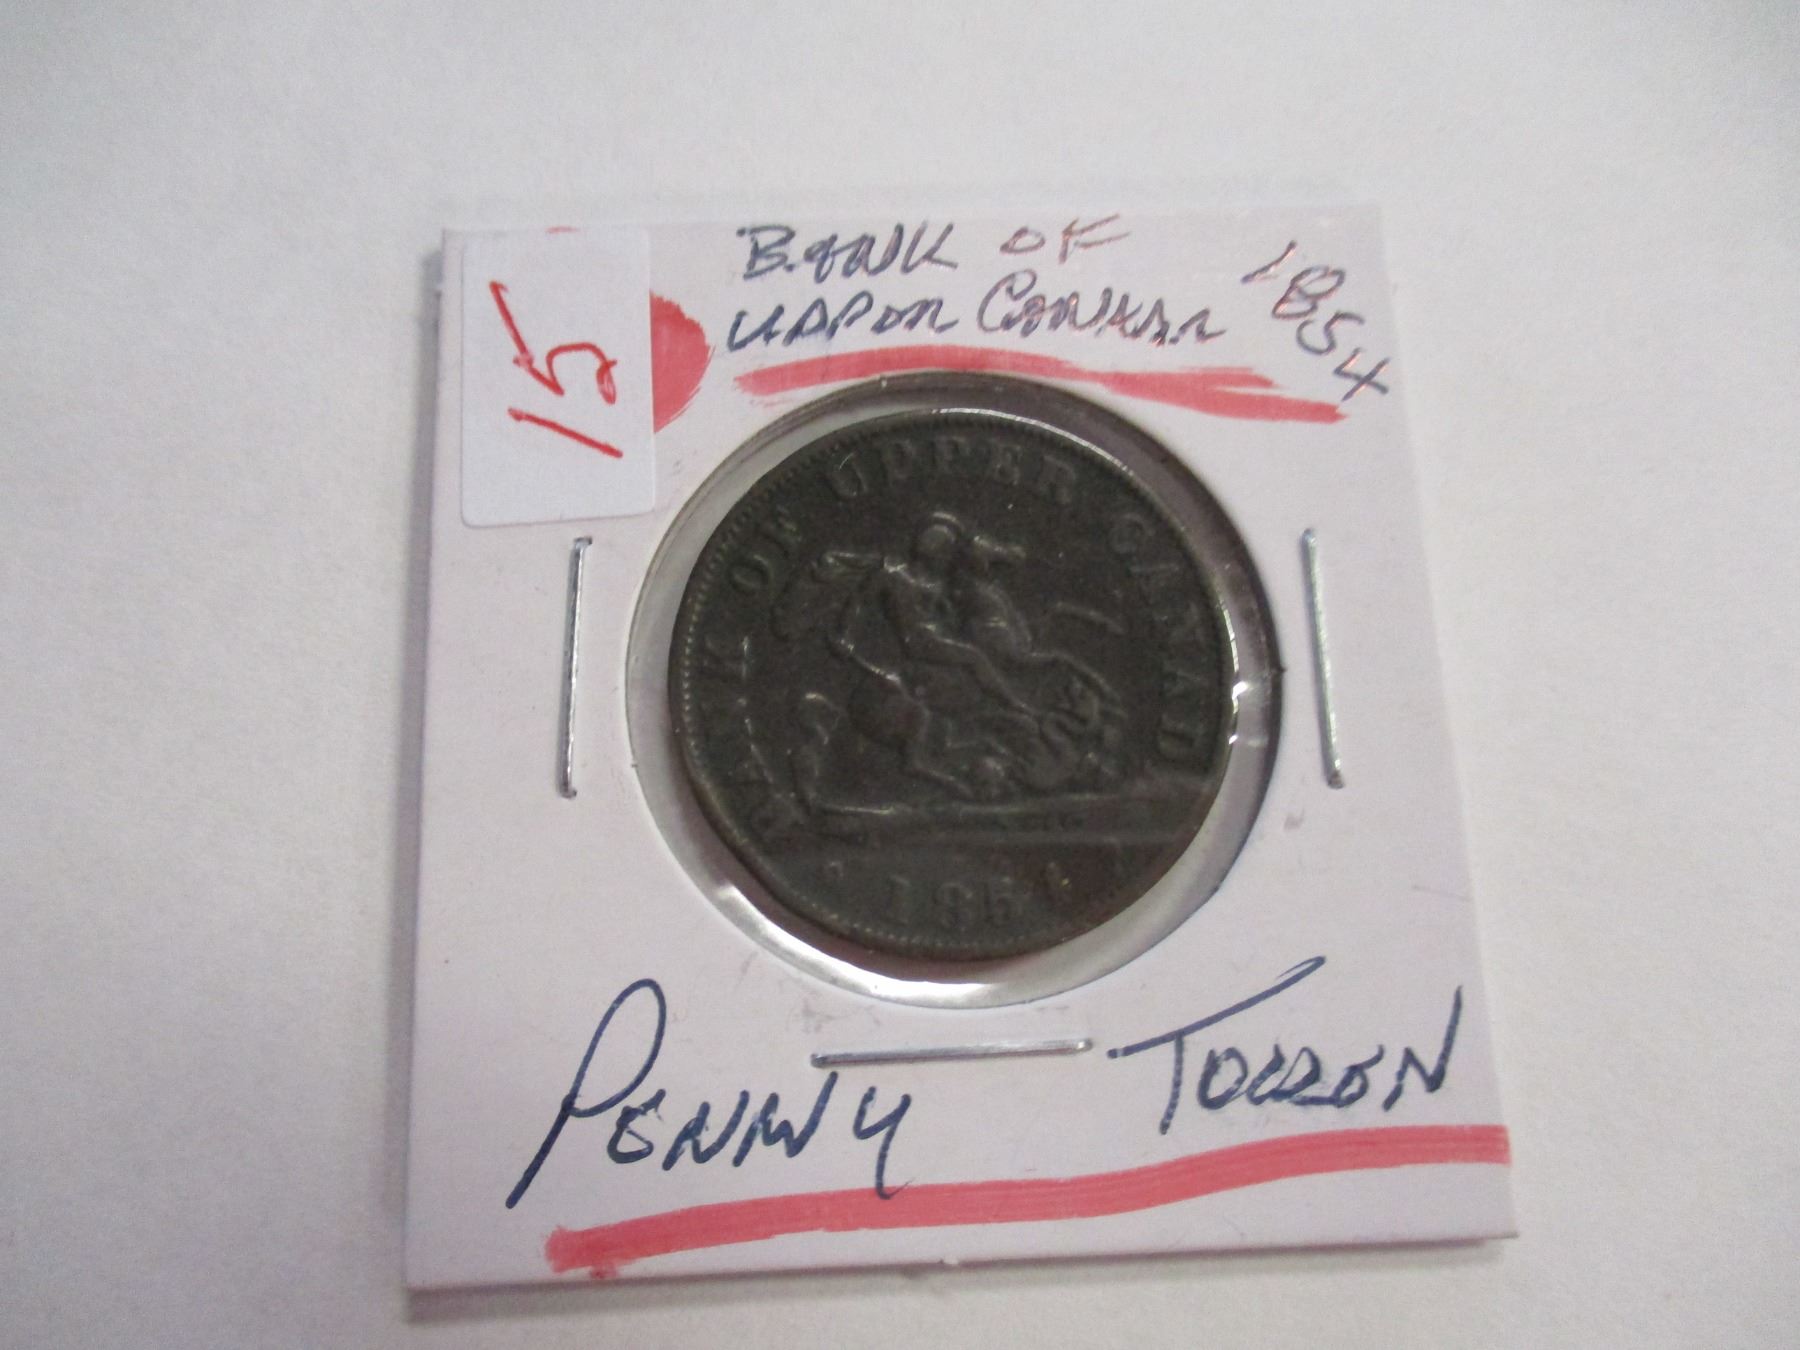 15
BANK OF
UPPER CANADA
1854
BANK OF UPPER CANADA
1854
PENNY TOKEN